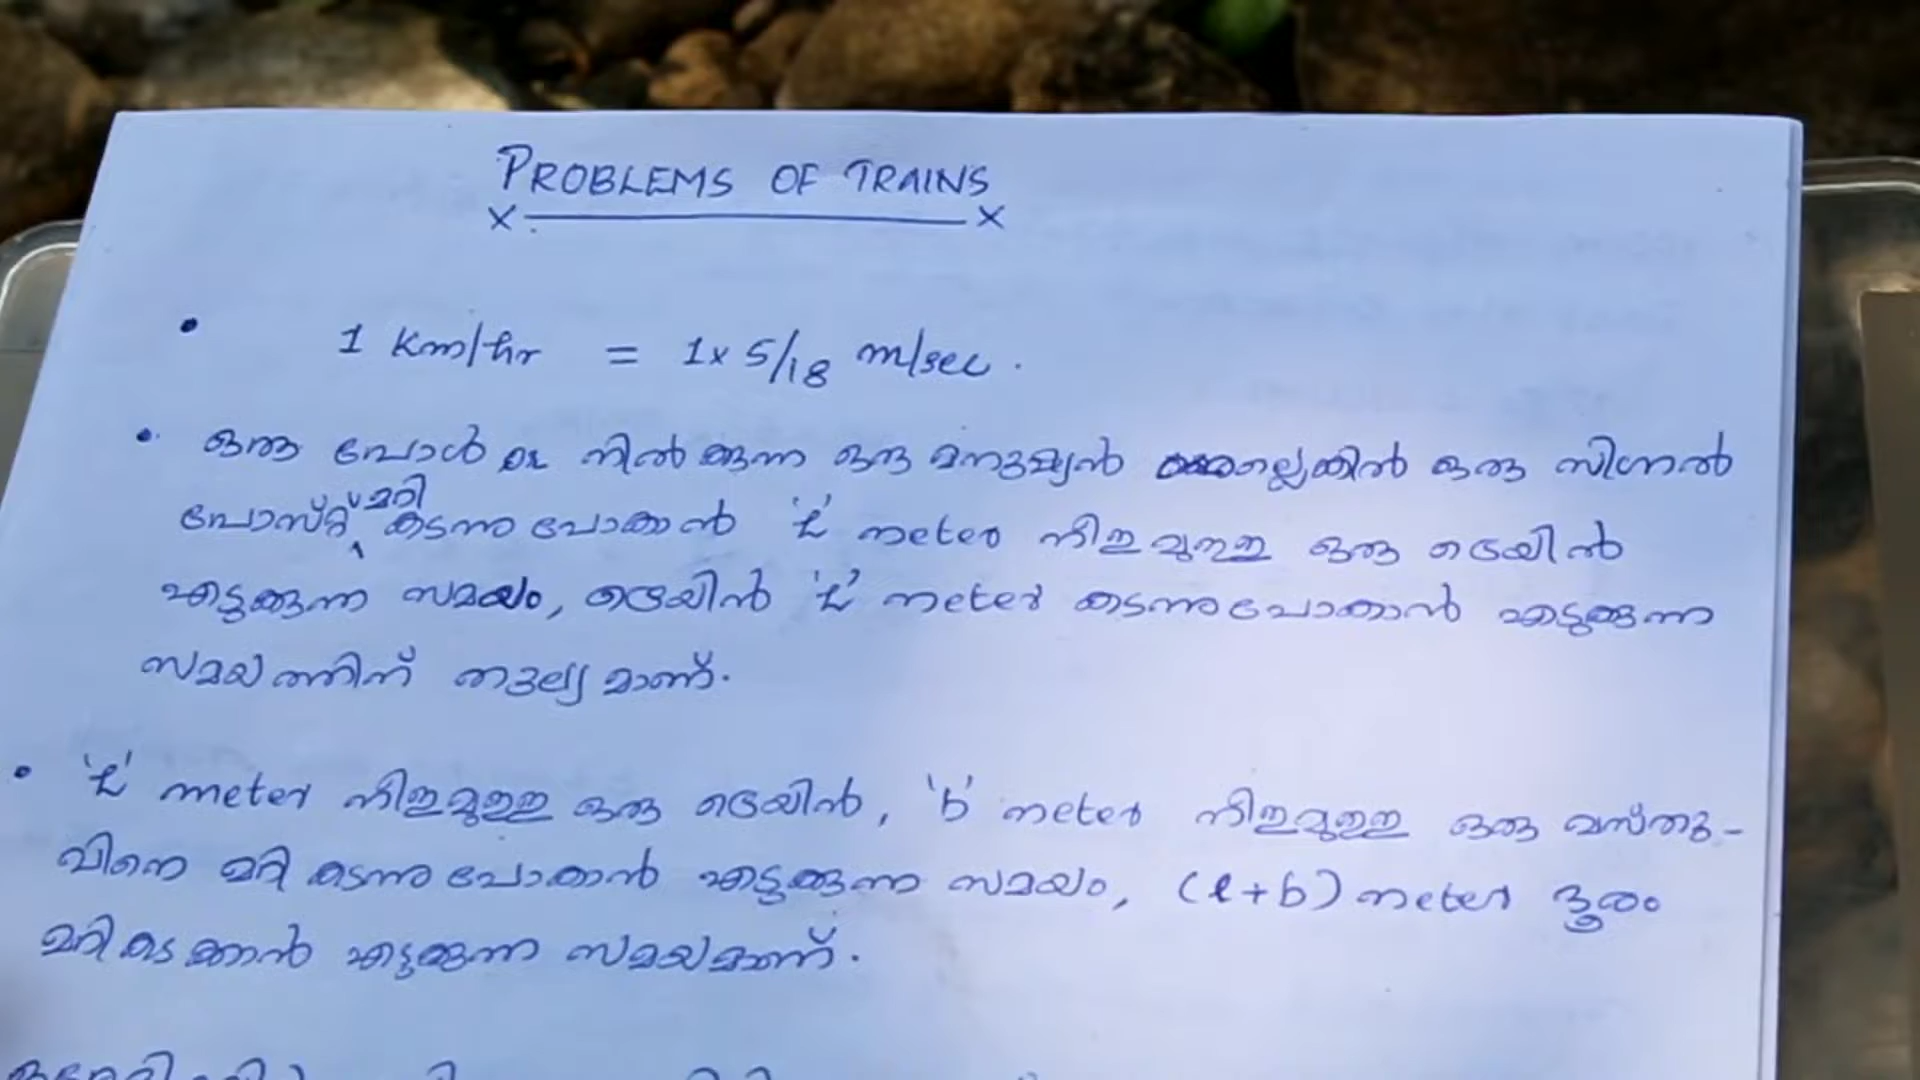 PROBLEMS OF TRAINS
• 1 Km/hr = 1x 5/18 m/sec.
• ഒരു പോൾ നിൽക്കുന്ന ഒരു മനുഷ്യൻ അല്ലെങ്കിൽ ഒരു സിഗ്നൽ
പോസ്റ്റ് മറി കടന്നു പോകാൻ 'l' meter നീളമുള്ള ഒരു ട്രെയിൻ
എടുക്കുന്ന സമയം, ട്രെയിൻ 'l' meter കടന്നുപോകാൻ എടുക്കുന്ന
സമയത്തിന് തുല്യമാണ്.
• 'l' meter നീളമുള്ള ഒരു ട്രെയിൻ, 'b' meter നീളമുള്ള ഒരു വസ്തു-
വിനെ മറി കടന്നു പോകാൻ എടുക്കുന്ന സമയം, (l+b) meter ദൂരം
മറികടക്കാൻ എടുക്കുന്ന സമയമാണ്.